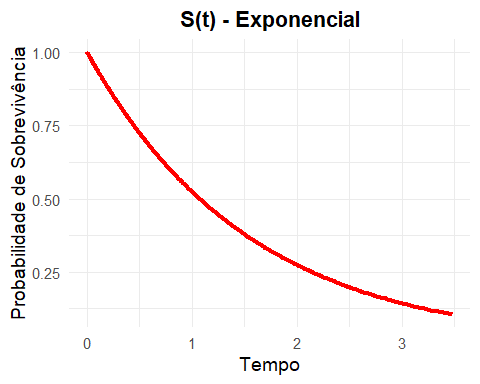 S(t) - Exponencial
Probabilidade de Sobrevivência
1.00
0.75
0.50
0.25
0 1 2 3
Tempo